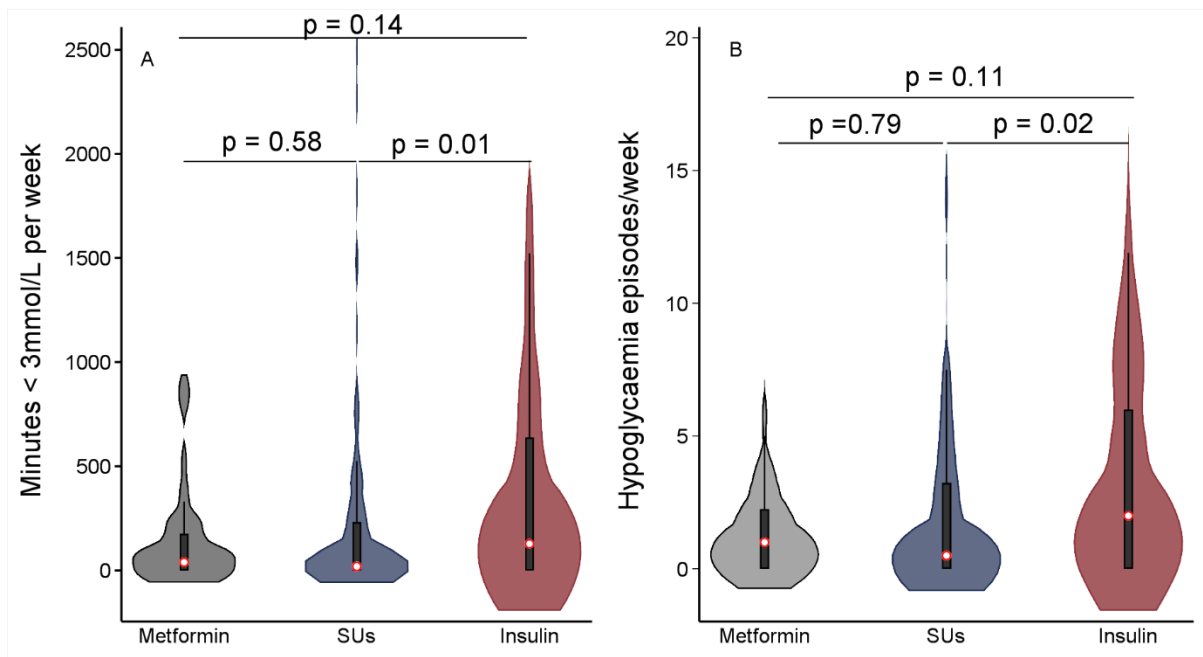 A
p = 0.14
p = 0.58
p = 0.01
Minutes < 3mmol/L per week
2500
2000
1500
1000
500
0
Metformin
SUs
Insulin
B
p = 0.11
p =0.79
p = 0.02
Hypoglycaemia episodes/week
20
15
10
5
0
Metformin
SUs
Insulin